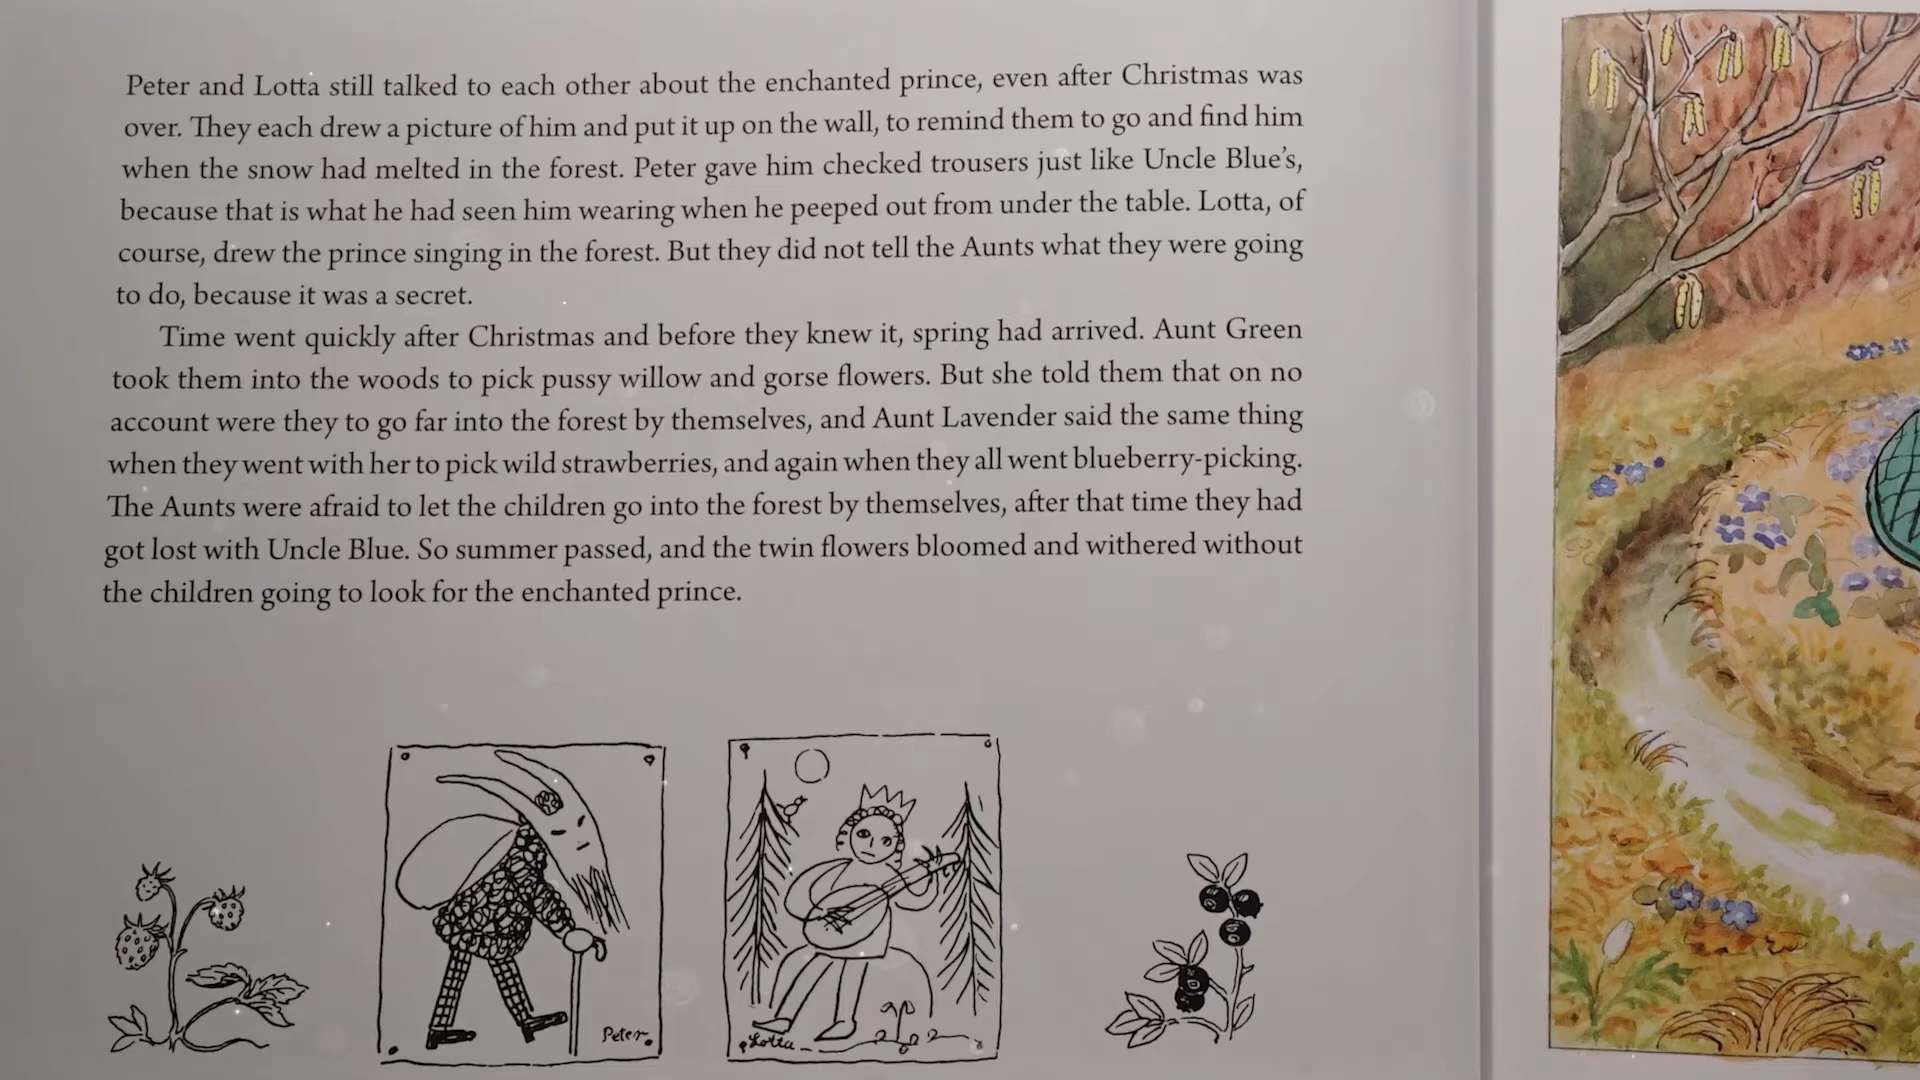 Peter and Lotta still talked to each other about the enchanted prince, even after Christmas was
over. They each drew a picture of him and put it up on the wall, to remind them to go and find him
when the snow had melted in the forest. Peter gave him checked trousers just like Uncle Blue's,
because that is what he had seen him wearing when he peeped out from under the table. Lotta, of
course, drew the prince singing in the forest. But they did not tell the Aunts what they were going
to do, because it was a secret.
Time went quickly after Christmas and before they knew it, spring had arrived. Aunt Green
took them into the woods to pick pussy willow and gorse flowers. But she told them that on no
account were they to go far into the forest by themselves, and Aunt Lavender said the same thing
when they went with her to pick wild strawberries, and again when they all went blueberry-picking.
The Aunts were afraid to let the children go into the forest by themselves, after that time they had
got lost with Uncle Blue. So summer passed, and the twin flowers bloomed and withered without
the children going to look for the enchanted prince.
Peter
Lotta